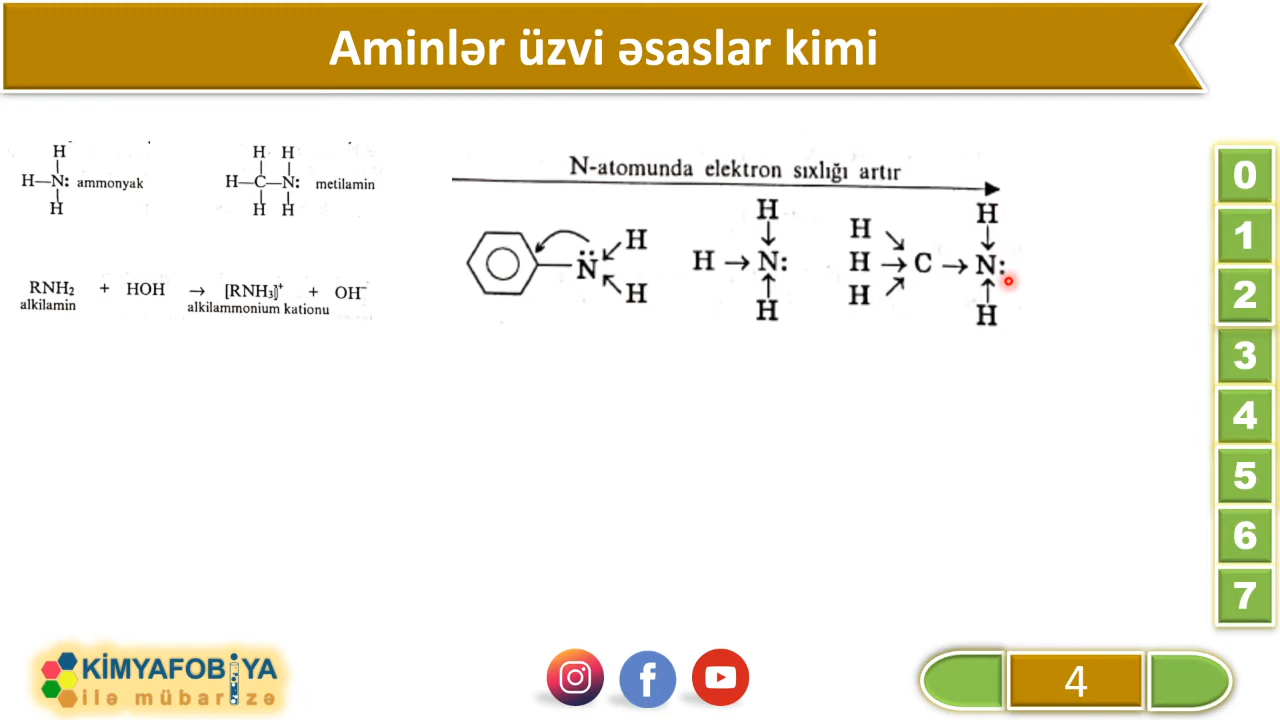 Aminlər üzvi əsaslar kimi
H
H—N: ammonyak
H
H H
H—C—N: metilamin
H H
RNH₂ + HOH → [RNH₃]⁺ + OH⁻
alkilamin alkilammonium kationu
N-atomunda elektron sıxlığı artır
N̈ H
H
H
H → N:
H
H
H
H → C → N:
H
H
0
1
2
3
4
5
6
7
KİMYAFOBİYA
ilə mübarizə
4